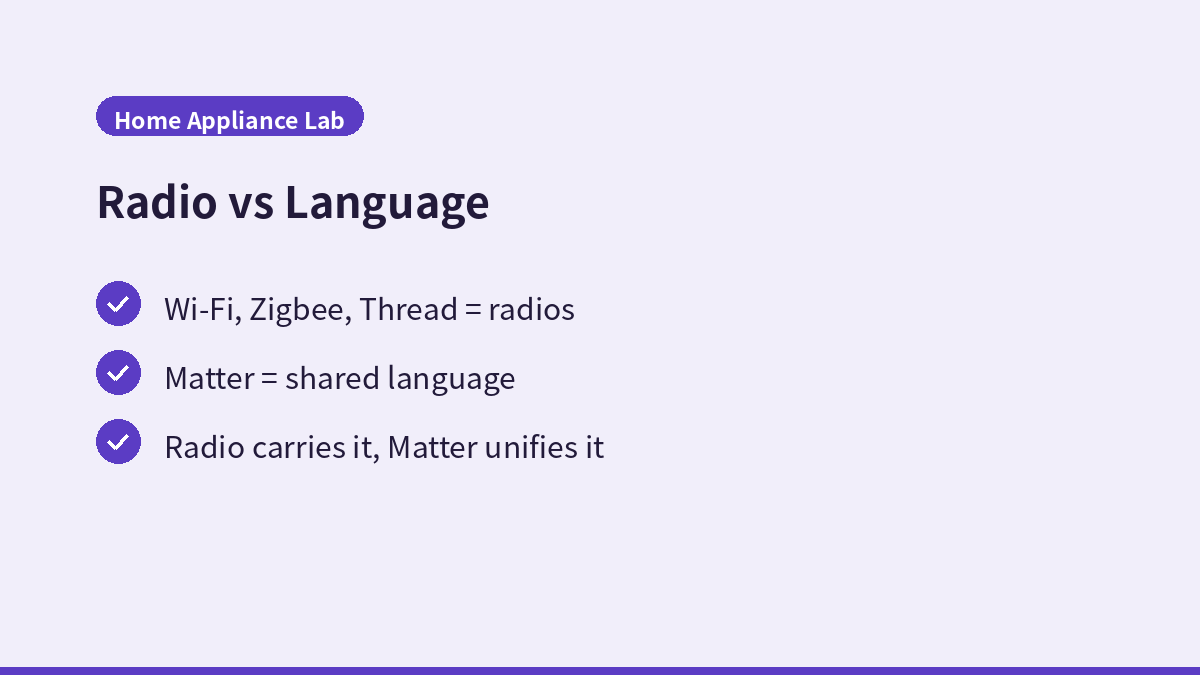 Home Appliance Lab
Radio vs Language
Wi-Fi, Zigbee, Thread = radios
Matter = shared language
Radio carries it, Matter unifies it